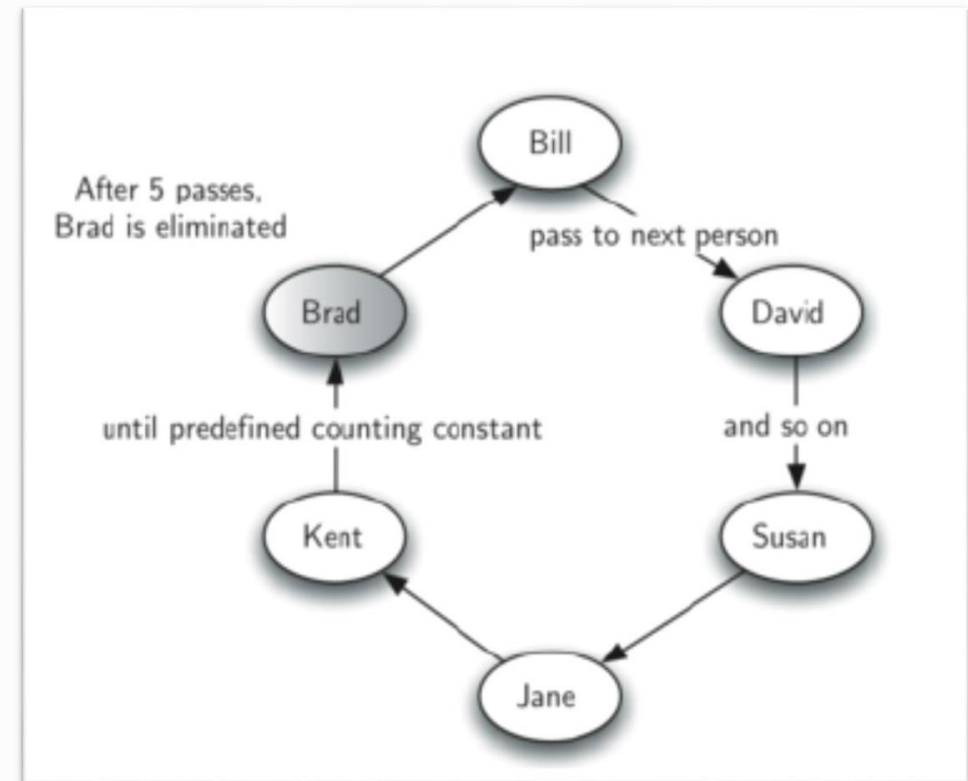 Bill
After 5 passes,
Brad is eliminated
pass to next person
Brad
David
until predefined counting constant
and so on
Kent
Susan
Jane